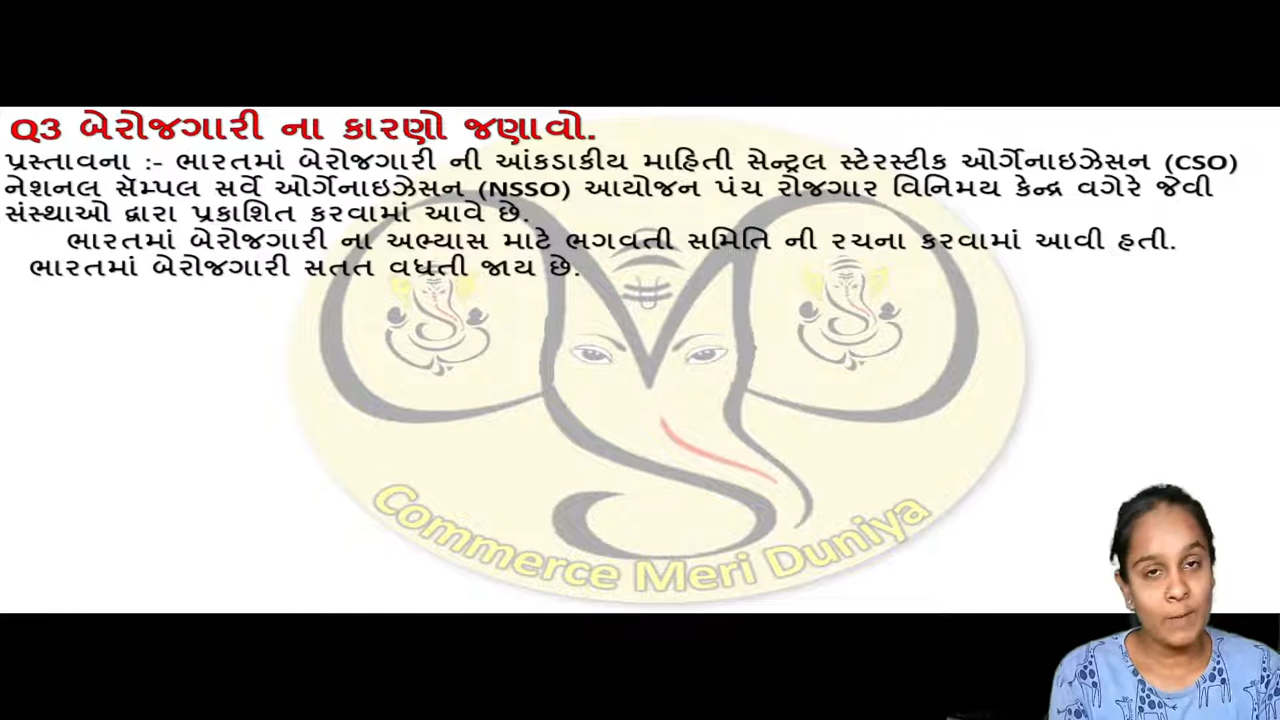 Q3 બેરોજગારી ના કારણો જણાવો.
પ્રસ્તાવના :- ભારતમાં બેરોજગારી ની આંકડાકીય માહિતી સેન્ટ્રલ સ્ટેરસ્ટીક ઓર્ગેનાઇઝેસન (CSO)
નેશનલ સૅમ્પલ સર્વે ઓર્ગેનાઇઝેસન (NSSO) આયોજન પંચ રોજગાર વિનિમય કેન્દ્ર વગેરે જેવી
સંસ્થાઓ દ્વારા પ્રકાશિત કરવામાં આવે છે.
ભારતમાં બેરોજગારી ના અભ્યાસ માટે ભગવતી સમિતિ ની રચના કરવામાં આવી હતી.
ભારતમાં બેરોજગારી સતત વધતી જાય છે.
Commerce Meri Duniya